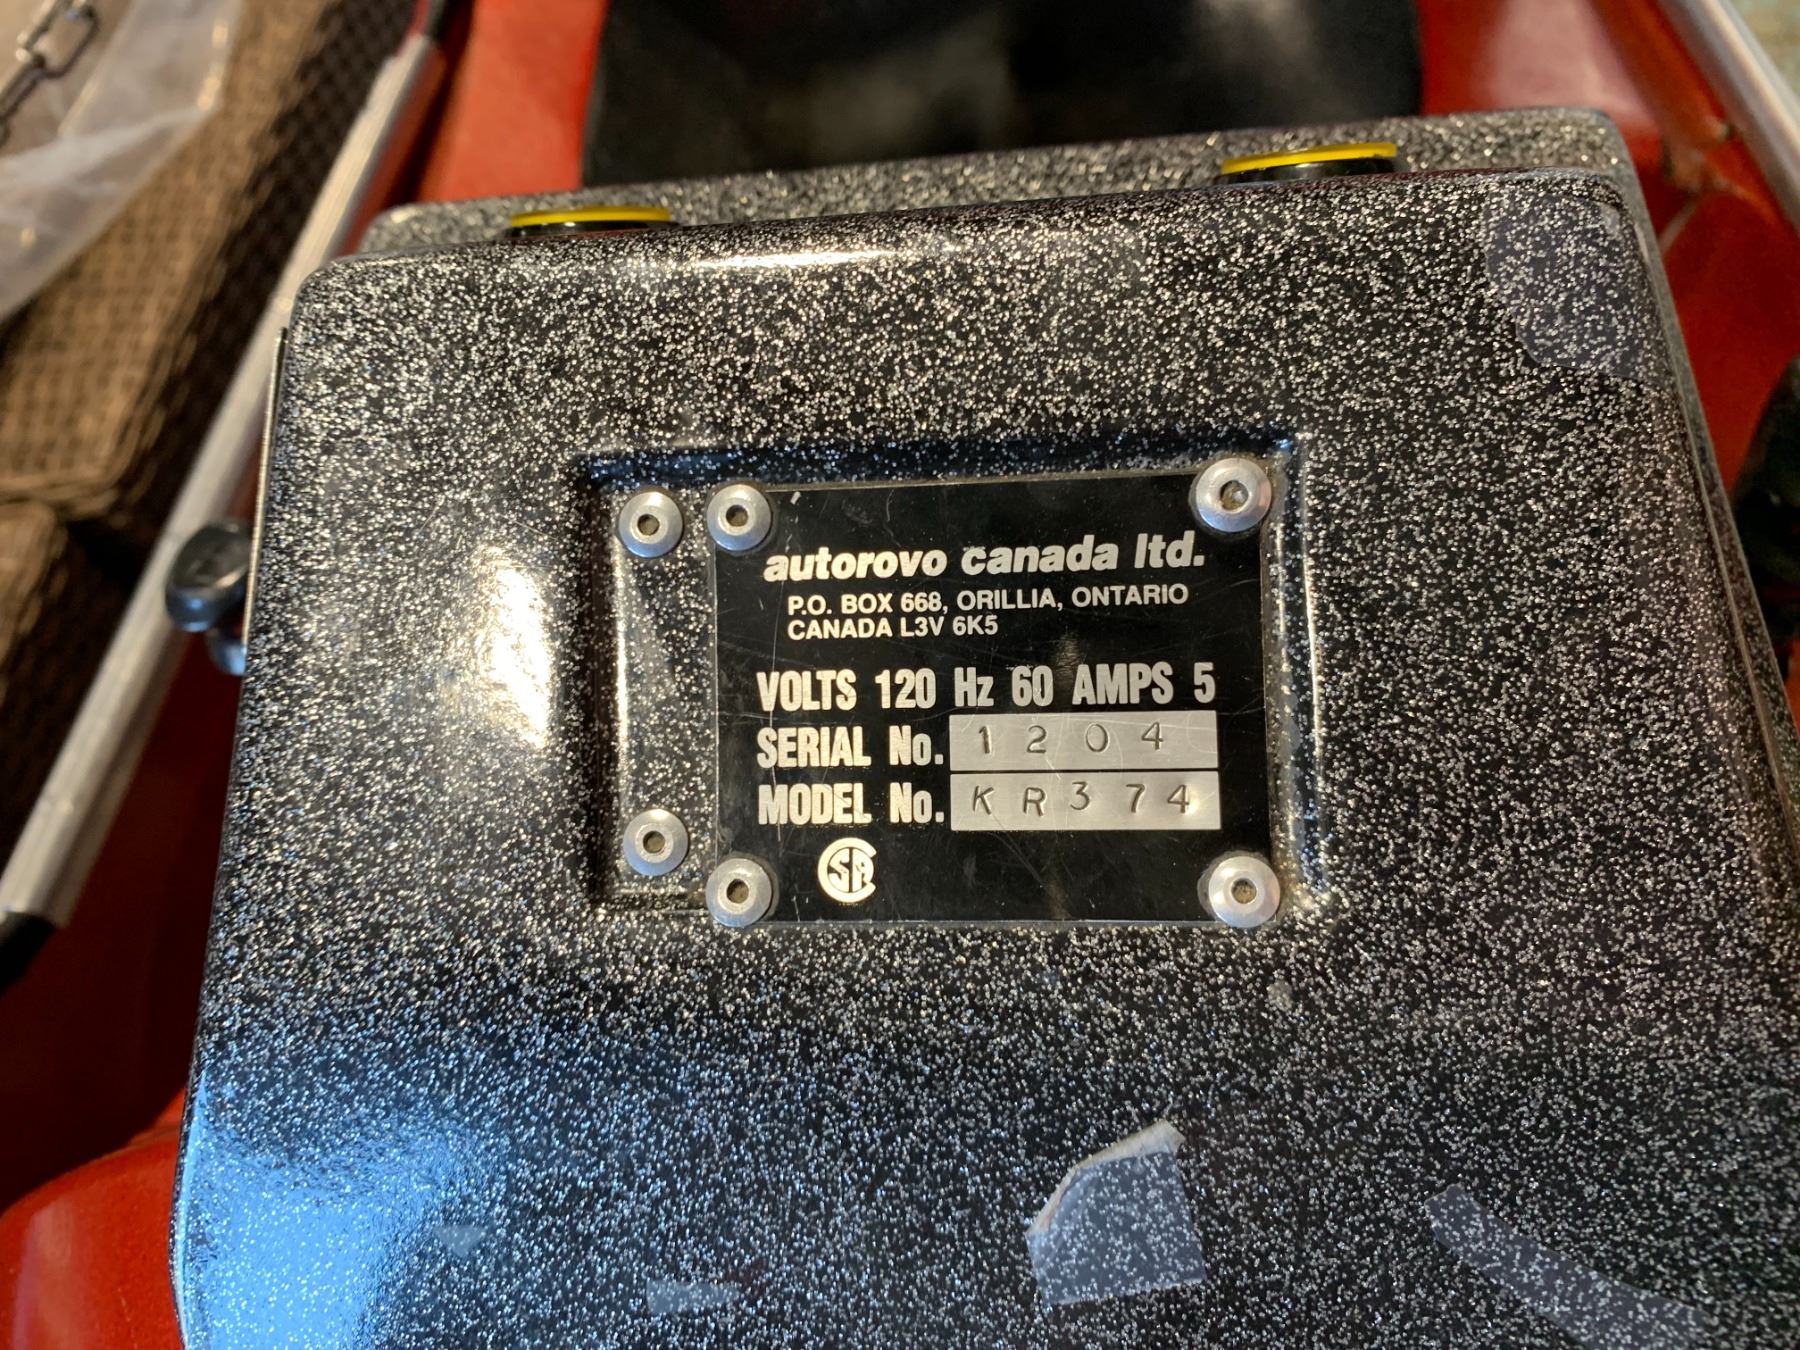 autorovo canada ltd.
P.O. BOX 668, ORILLIA, ONTARIO
CANADA L3V 6K5
VOLTS 120 Hz 60 AMPS 5
SERIAL No. 1204
MODEL No. KR374
CSA